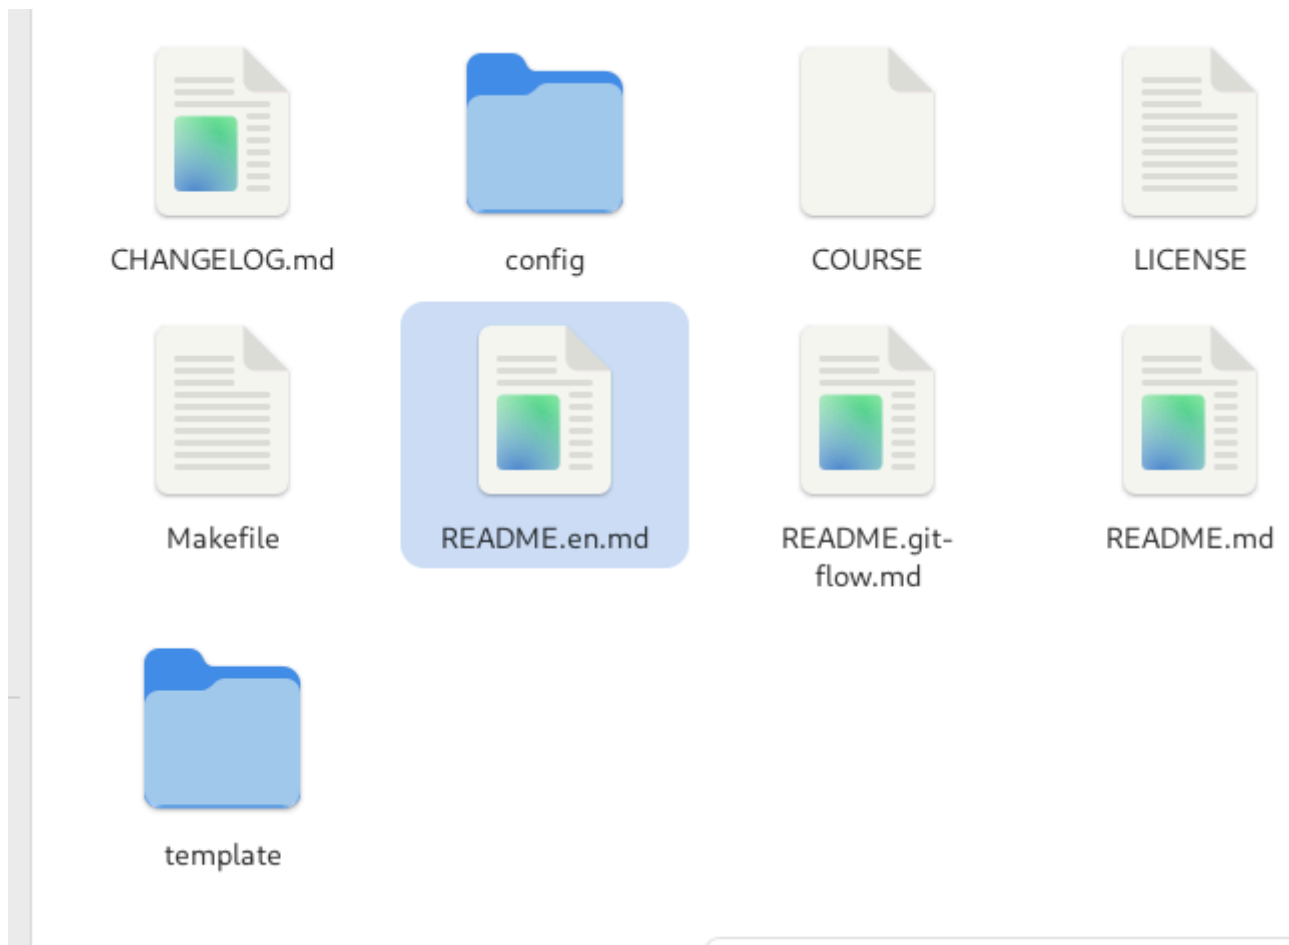 CHANGELOG.md
config
COURSE
LICENSE
Makefile
README.en.md
README.git-
flow.md
README.md
template